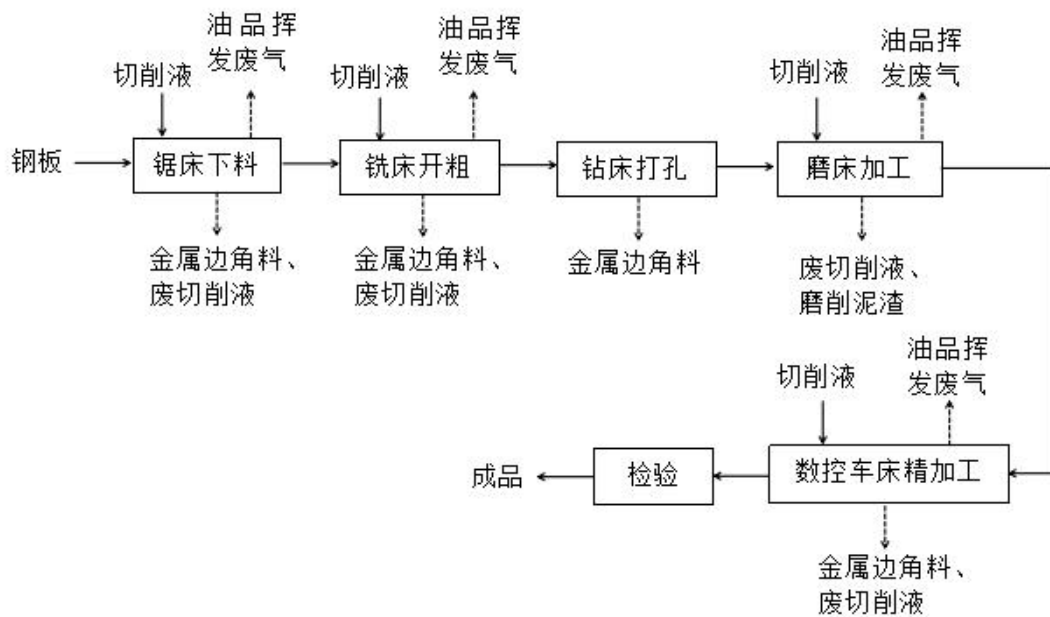 油品挥
发废气
切削液
钢板
锯床下料
金属边角料、
废切削液
油品挥
发废气
切削液
铣床开粗
金属边角料、
废切削液
钻床打孔
金属边角料
油品挥
发废气
切削液
磨床加工
废切削液、
磨削泥渣
油品挥
发废气
切削液
数控车床精加工
金属边角料、
废切削液
检验
成品